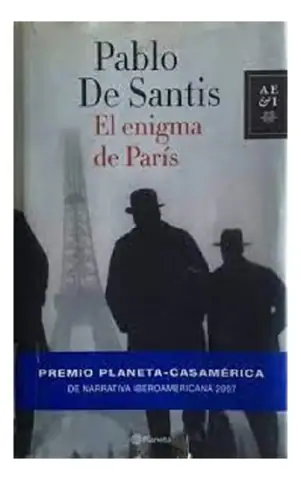 Pablo
De Santis
El enigma
de París
AE
&I
PREMIO PLANETA-CASAMÉRICA
DE NARRATIVA IBEROAMERICANA 2007
Planeta